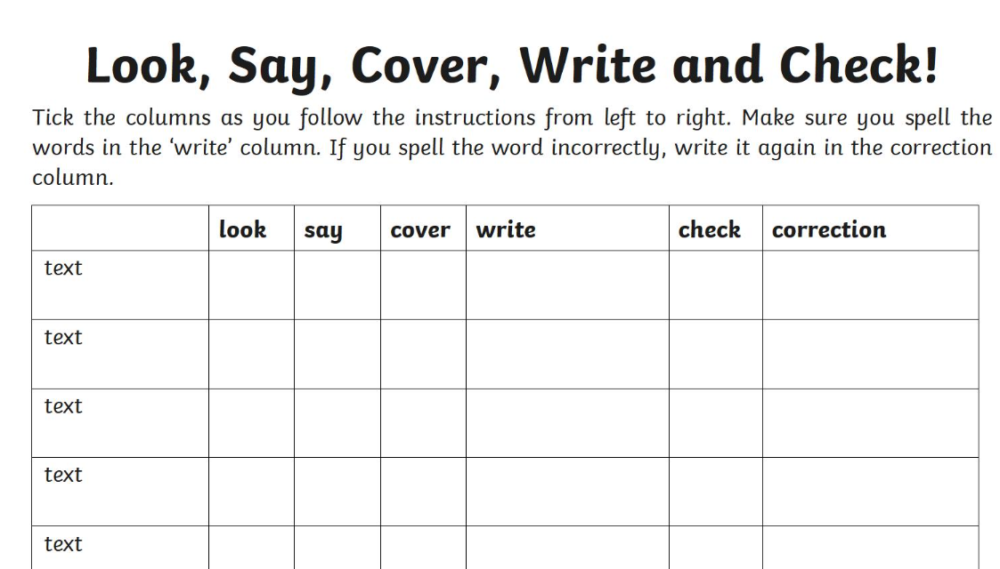 Look, Say, Cover, Write and Check!
Tick the columns as you follow the instructions from left to right. Make sure you spell the
words in the ‘write’ column. If you spell the word incorrectly, write it again in the correction
column.
look say cover write check correction
text
text
text
text
text